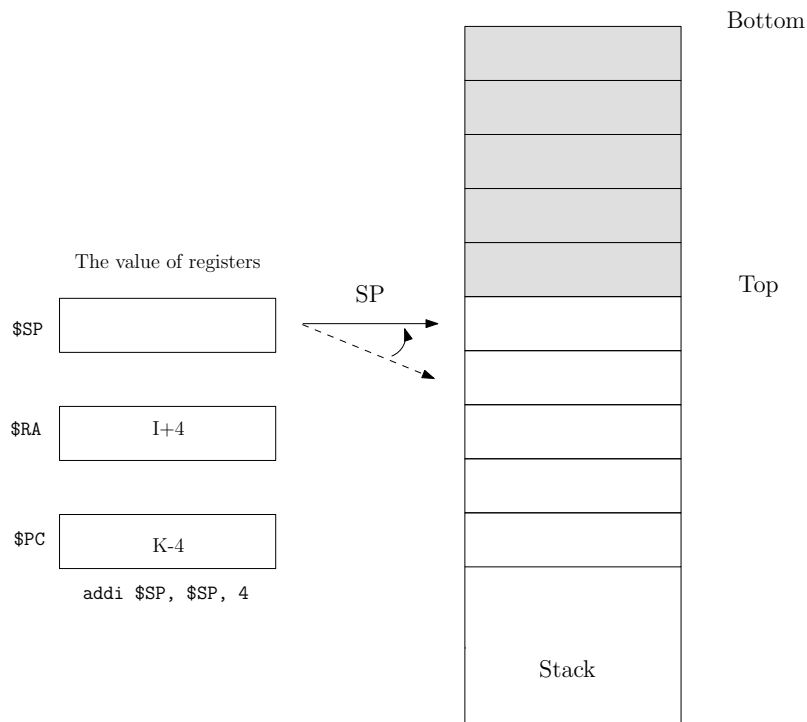 Bottom
The value of registers
Top
SP
$SP
$RA
I+4
$PC
K-4
addi $SP, $SP, 4
Stack